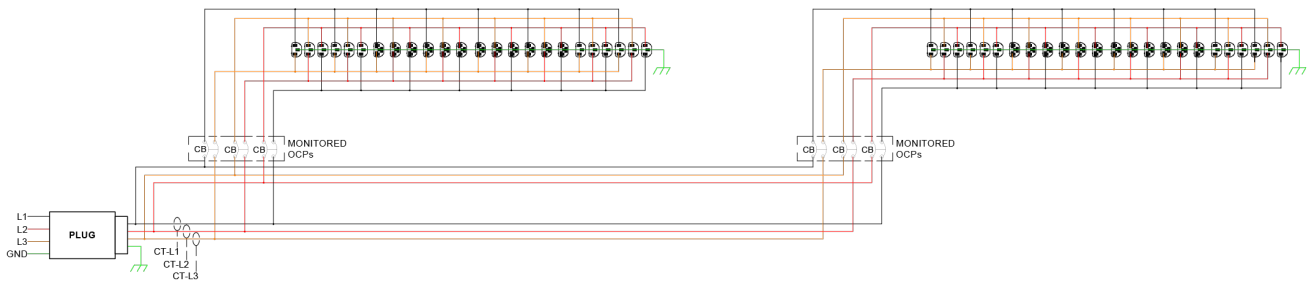 CB CB CB MONITORED
OCPs
CB CB CB MONITORED
OCPs
L1
L2
L3
GND
PLUG
CT-L1
CT-L2
CT-L3